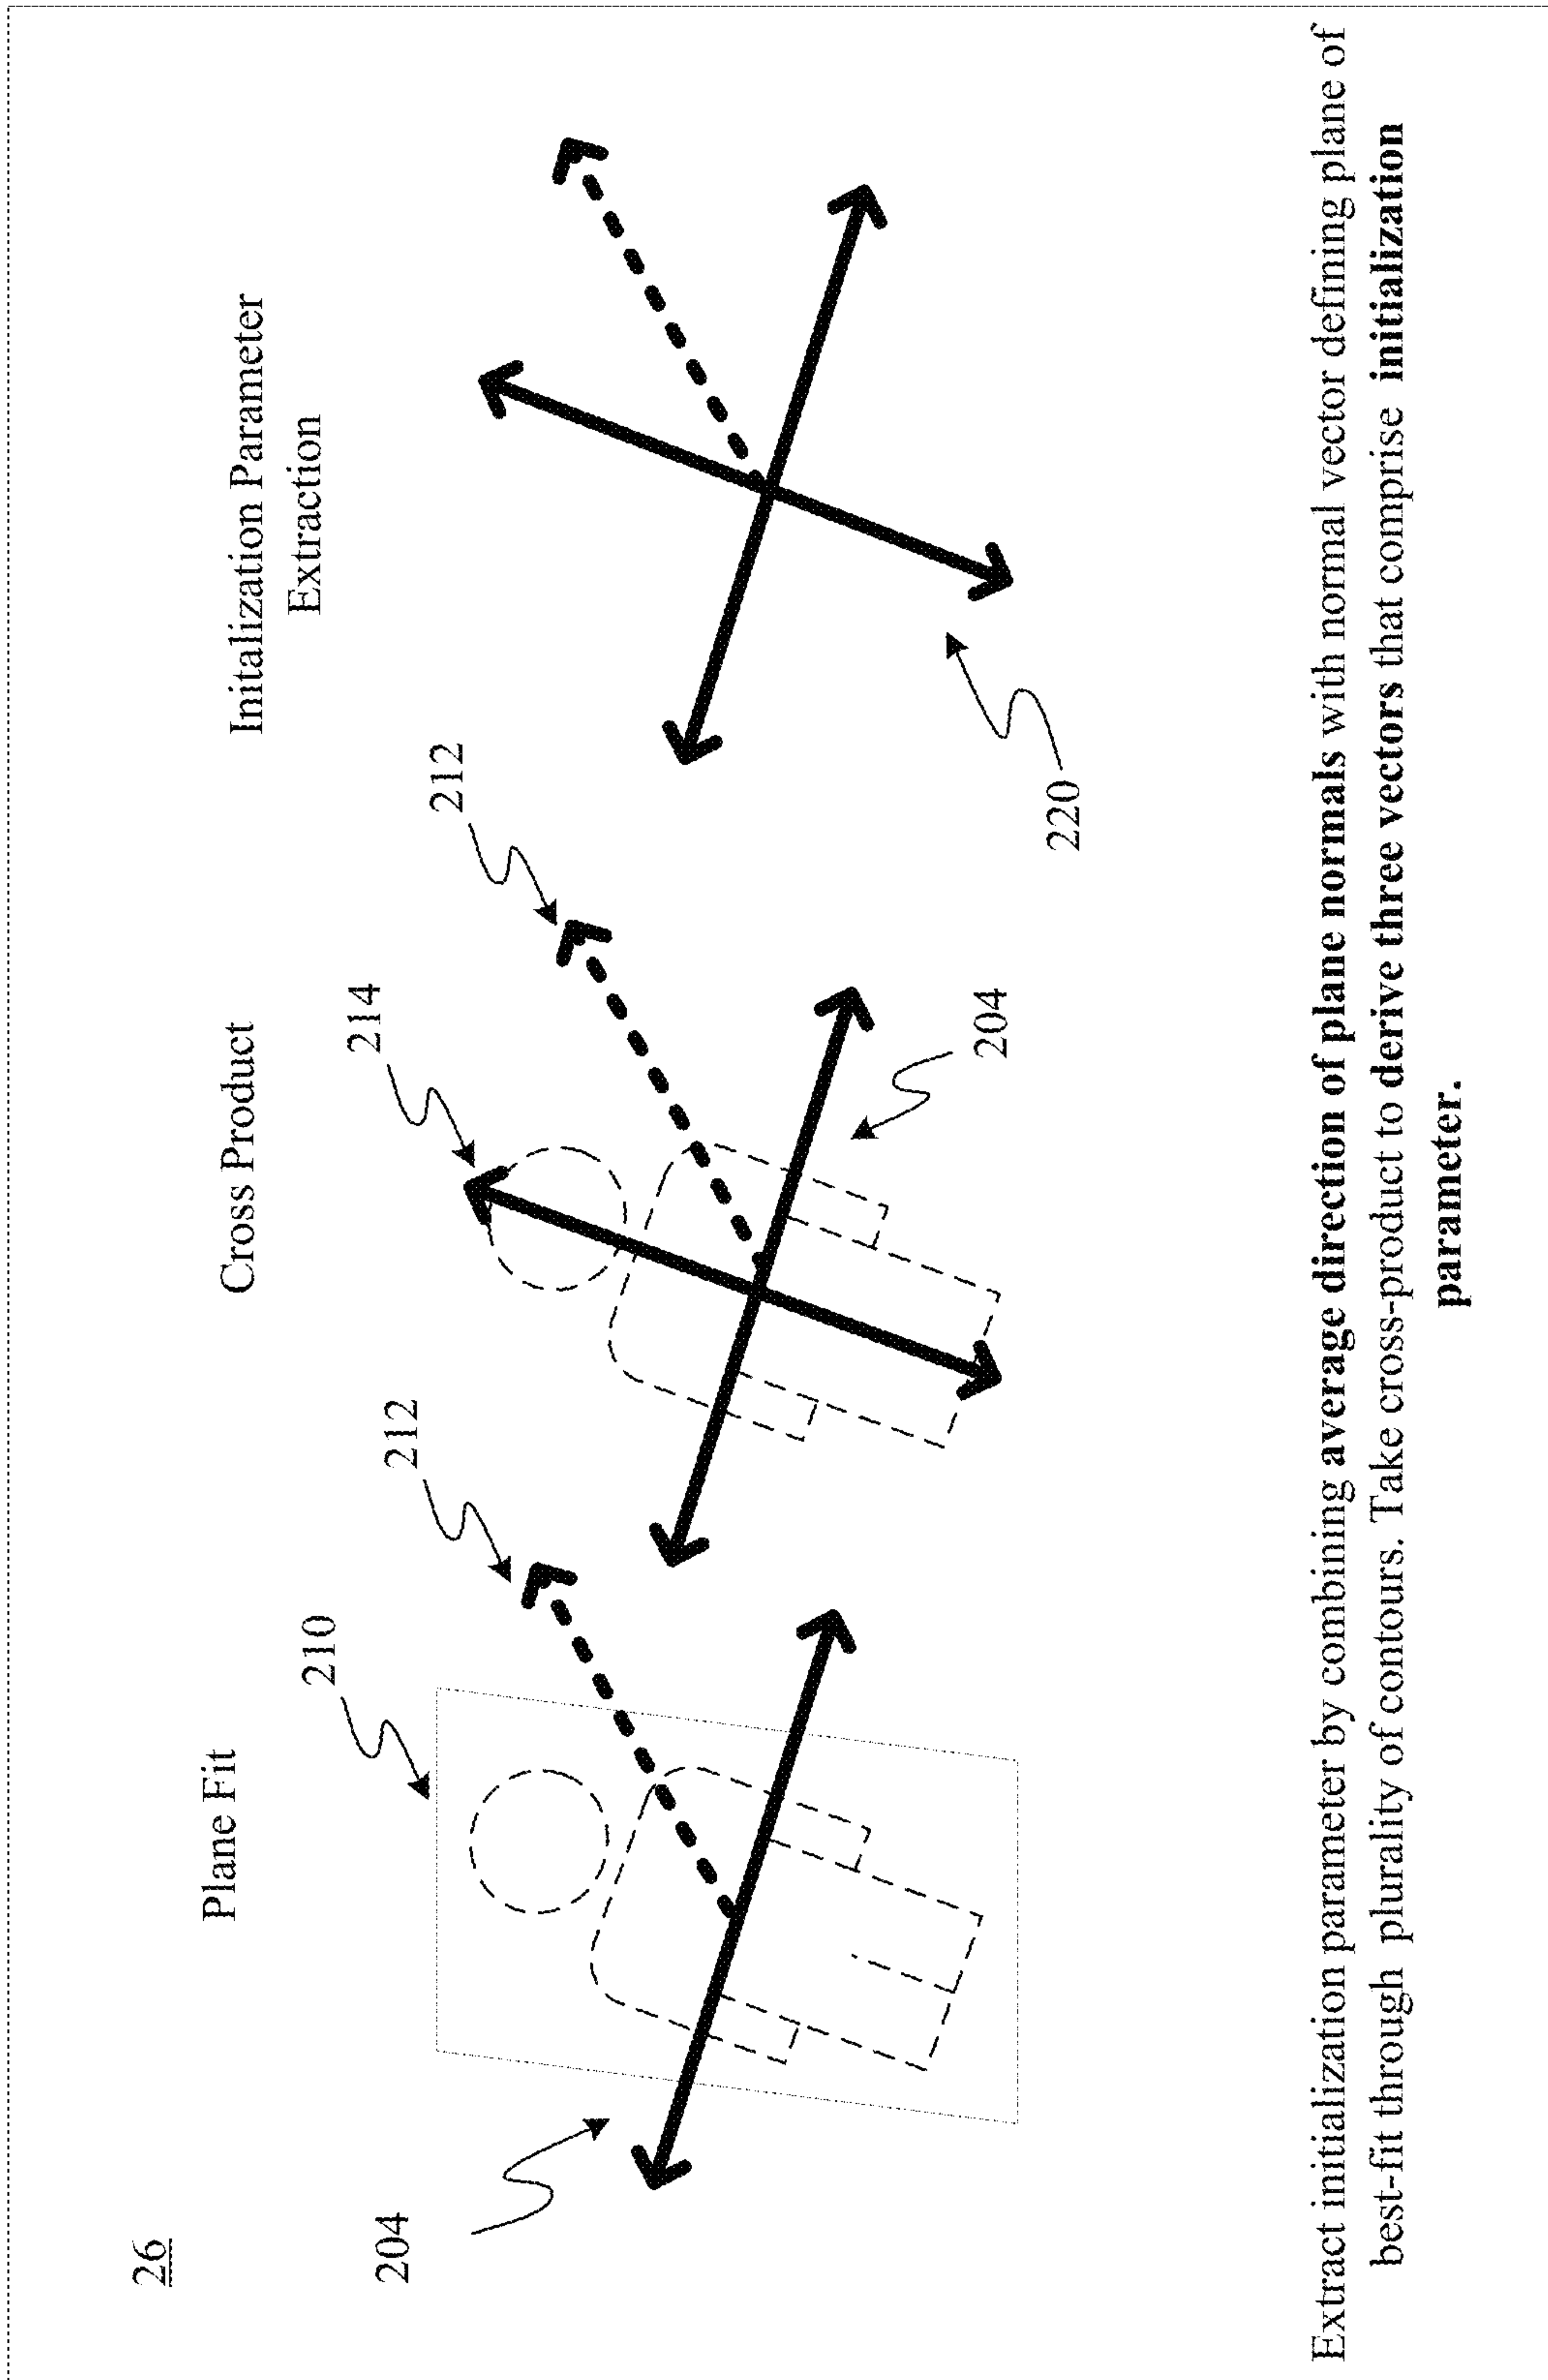 26
Plane Fit
Cross Product
Initalization Parameter
Extraction
204
210
212
214
212
204
220
Extract initialization parameter by combining average direction of plane normals with normal vector defining plane of
best-fit through plurality of contours. Take cross-product to derive three vectors that comprise initialization
parameter.